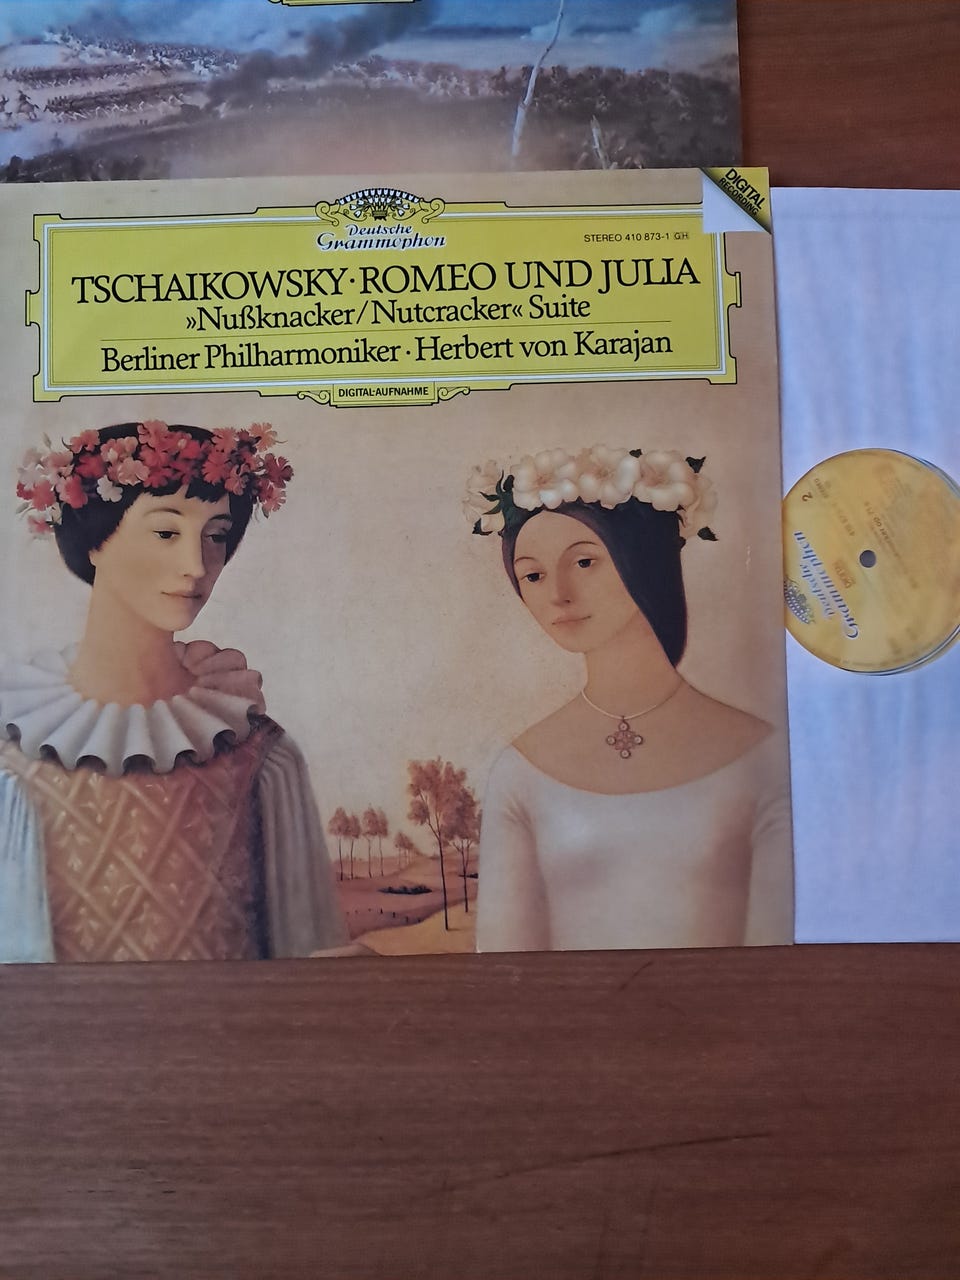 DIGITAL
RECORDING
Deutsche
Grammophon
STEREO 410 873-1 GH
TSCHAIKOWSKY·ROMEO UND JULIA
»Nußknacker/Nutcracker« Suite
Berliner Philharmoniker·Herbert von Karajan
DIGITAL-AUFNAHME
2
Deutsche
Grammophon